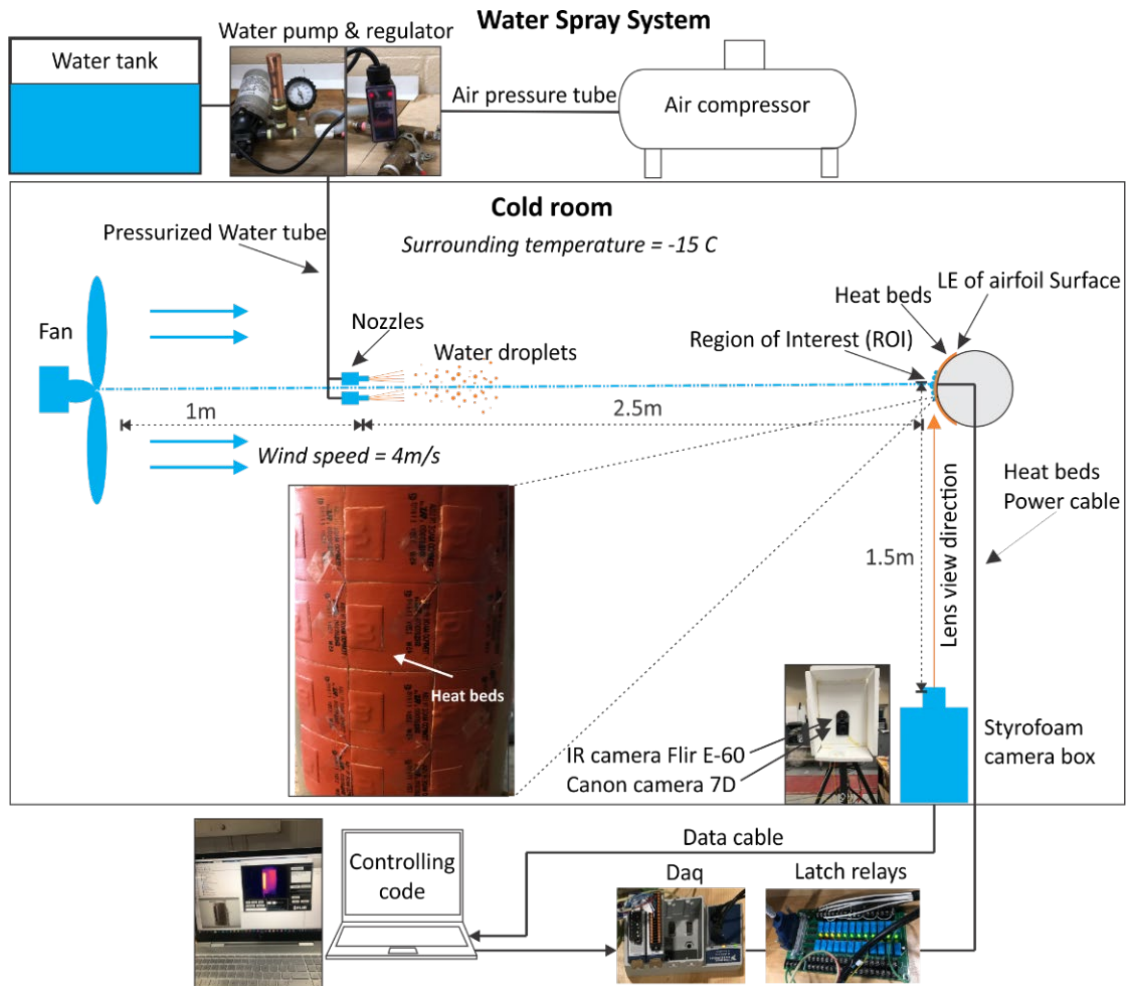 Water Spray System
Water pump & regulator
Water tank
Air pressure tube
Air compressor
Cold room
Pressurized Water tube
Surrounding temperature = -15 C
Fan
Nozzles
Water droplets
Heat beds
LE of airfoil Surface
Region of Interest (ROI)
1m
2.5m
Wind speed = 4m/s
Heat beds
Power cable
1.5m
Lens view direction
Heat beds
IR camera Flir E-60
Canon camera 7D
Styrofoam
camera box
Data cable
Controlling
code
Daq
Latch relays